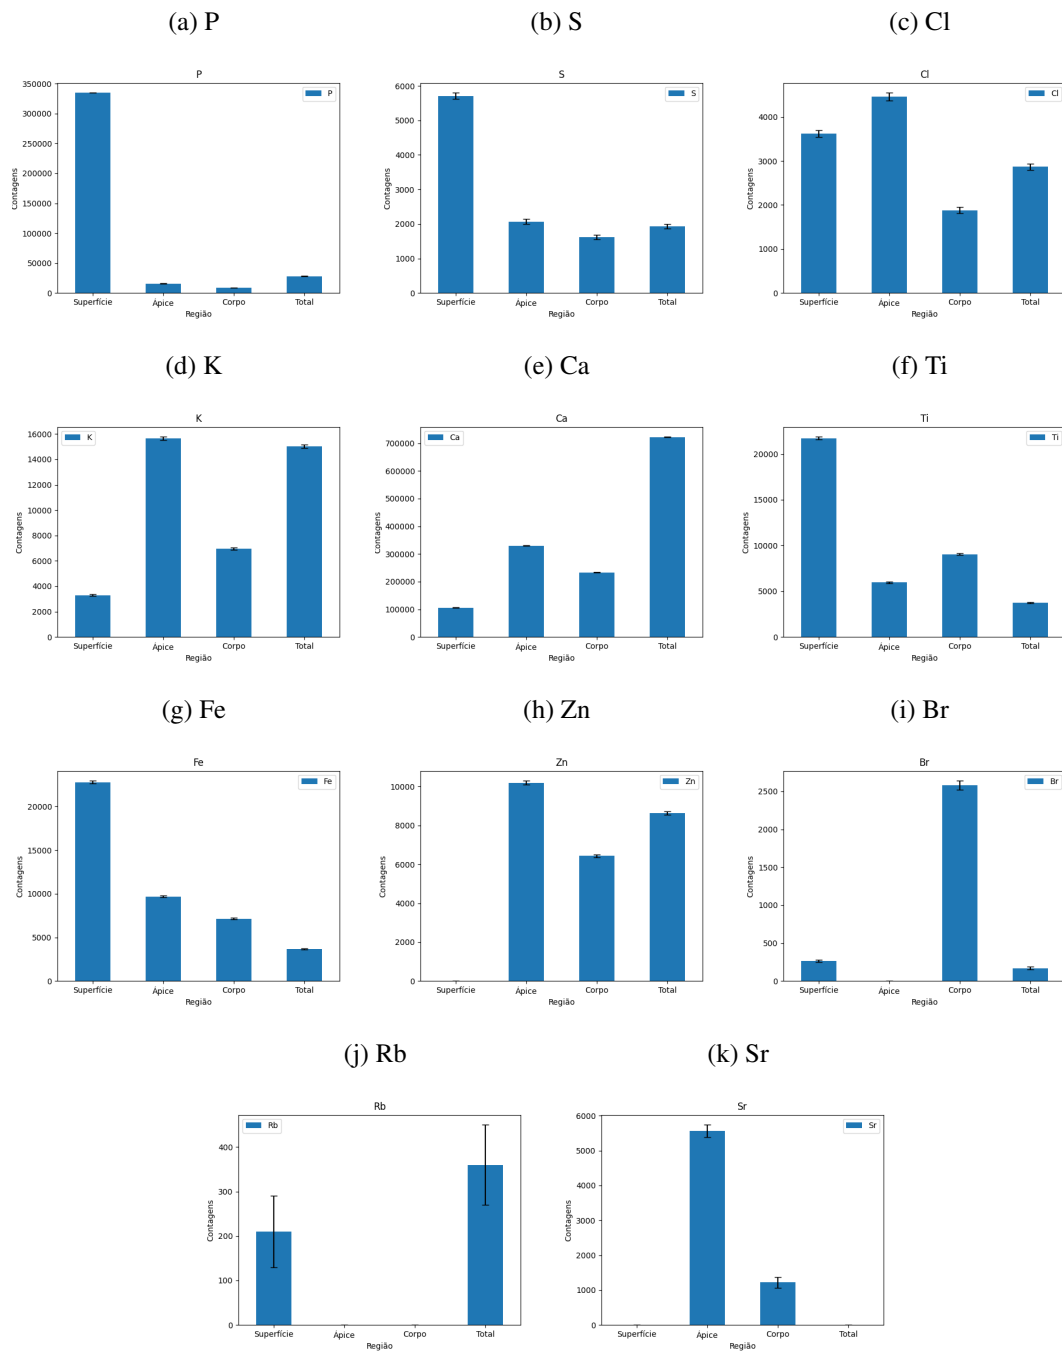 (a) P
(b) S
(c) Cl
P
350000
300000
250000
200000
150000
100000
50000
0
Contagens
P
Superfície Ápice Corpo Total
Região
S
6000
5000
4000
3000
2000
1000
0
Contagens
S
Superfície Ápice Corpo Total
Região
Cl
4000
3000
2000
1000
0
Contagens
Cl
Superfície Ápice Corpo Total
Região
(d) K
(e) Ca
(f) Ti
K
16000
14000
12000
10000
8000
6000
4000
2000
0
Contagens
K
Superfície Ápice Corpo Total
Região
Ca
700000
600000
500000
400000
300000
200000
100000
0
Contagens
Ca
Superfície Ápice Corpo Total
Região
Ti
20000
15000
10000
5000
0
Contagens
Ti
Superfície Ápice Corpo Total
Região
(g) Fe
(h) Zn
(i) Br
Fe
20000
15000
10000
5000
0
Contagens
Fe
Superfície Ápice Corpo Total
Região
Zn
10000
8000
6000
4000
2000
0
Contagens
Zn
Superfície Ápice Corpo Total
Região
Br
2500
2000
1500
1000
500
0
Contagens
Br
Superfície Ápice Corpo Total
Região
(j) Rb
(k) Sr
Rb
400
300
200
100
0
Contagens
Rb
Superfície Ápice Corpo Total
Região
Sr
6000
5000
4000
3000
2000
1000
0
Contagens
Sr
Superfície Ápice Corpo Total
Região